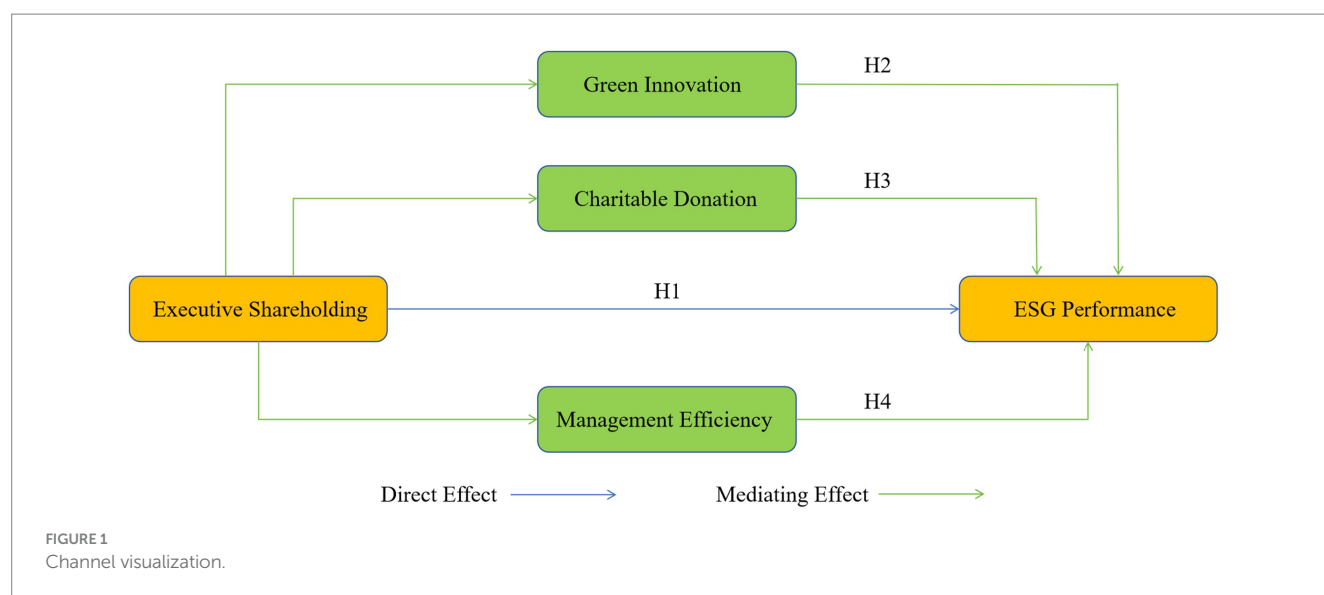 Green Innovation
H2
Charitable Donation
H3
Executive Shareholding
H1
ESG Performance
Management Efficiency
H4
Direct Effect
Mediating Effect
FIGURE 1
Channel visualization.